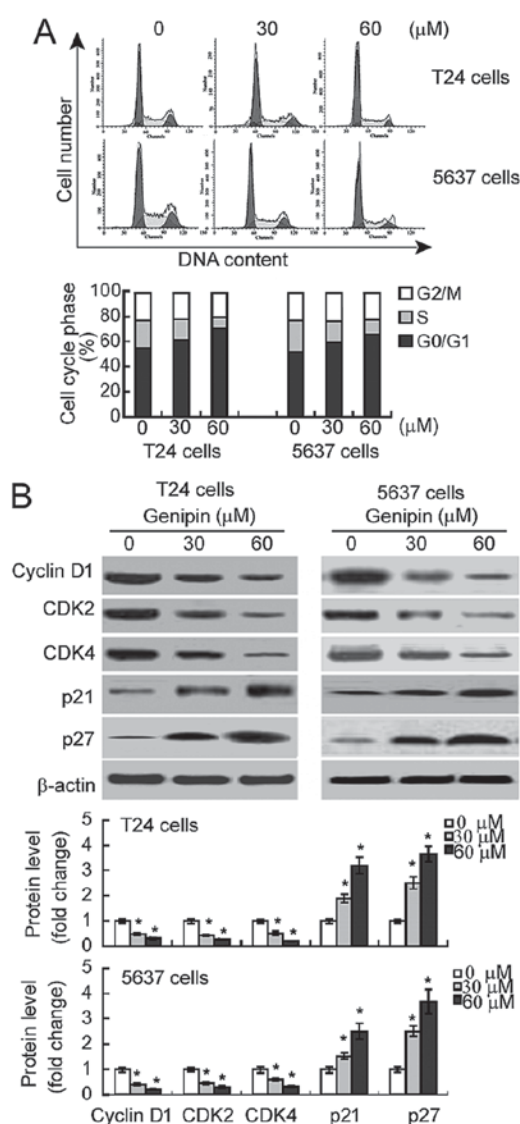 A
0 30 60 (μM)
T24 cells
5637 cells
Cell number
DNA content
Cell cycle phase (%)
100
80
60
40
20
0
G2/M
S
G0/G1
0 30 60 0 30 60 (μM)
T24 cells 5637 cells
B
T24 cells 5637 cells
Genipin (μM) Genipin (μM)
0 30 60 0 30 60
Cyclin D1
CDK2
CDK4
p21
p27
β-actin
Protein level (fold change)
T24 cells
5
4
3
2
1
0
0 μM
30 μM
60 μM
* * * * * * * * * *
Protein level (fold change)
5637 cells
5
4
3
2
1
0
0 μM
30 μM
60 μM
* * * * * * * * * *
Cyclin D1 CDK2 CDK4 p21 p27